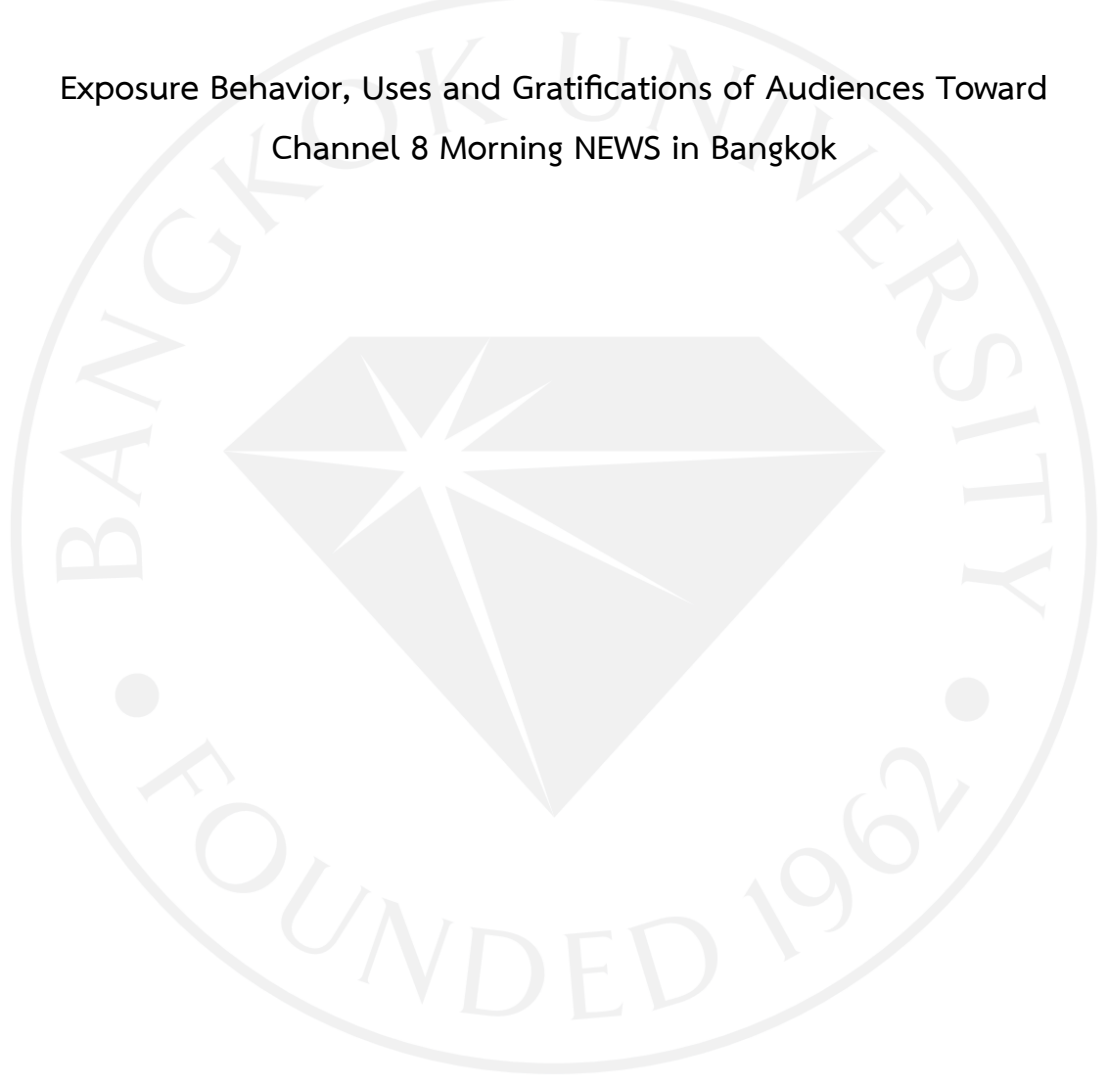 Exposure Behavior, Uses and Gratifications of Audiences Toward
Channel 8 Morning NEWS in Bangkok
BANGKOK UNIVERSITY
FOUNDED 1962